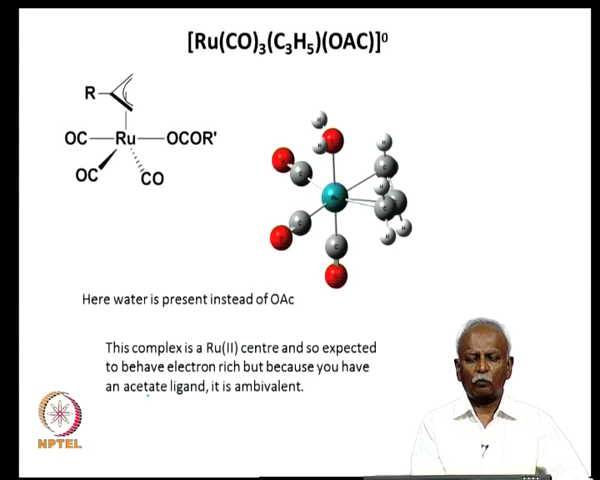 [Ru(CO)₃(C₃H₅)(OAC)]⁰
R
OC Ru OCOR'
OC CO
Here water is present instead of OAc
This complex is a Ru(II) centre and so expected
to behave electron rich but because you have
an acetate ligand, it is ambivalent.
NPTEL